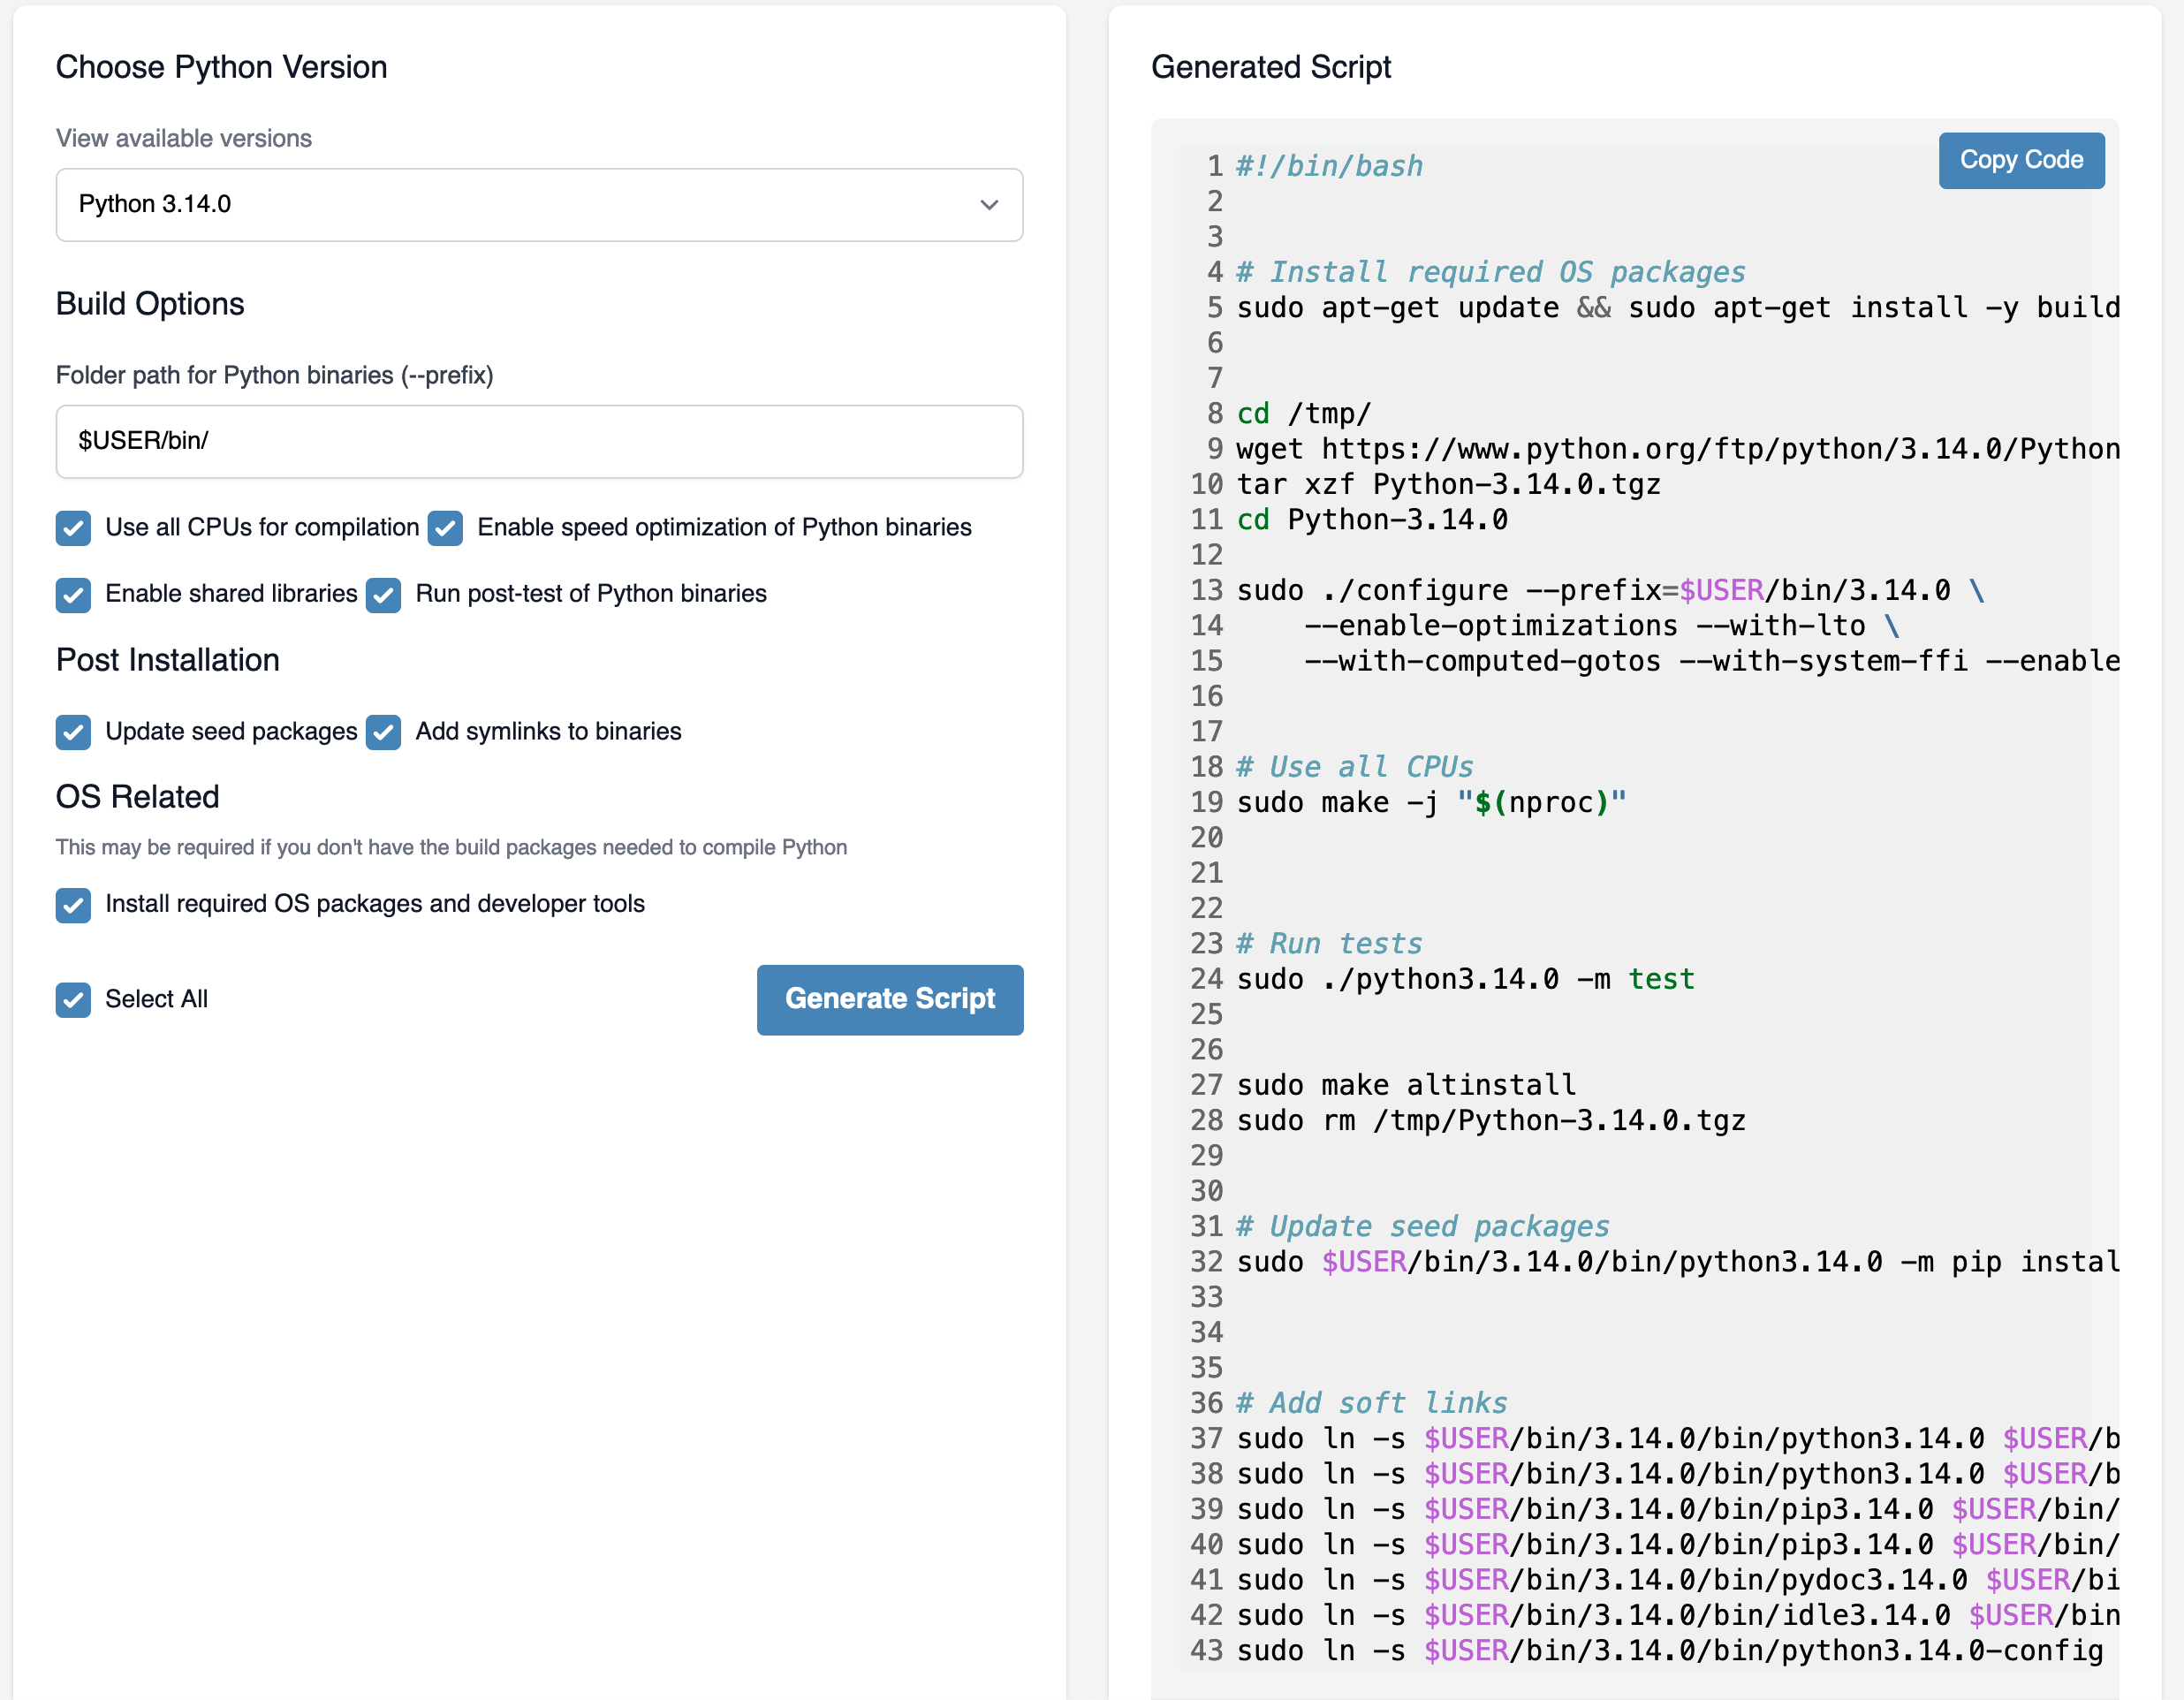 Choose Python Version
View available versions
Python 3.14.0
Build Options
Folder path for Python binaries (--prefix)
$USER/bin/
Use all CPUs for compilation Enable speed optimization of Python binaries
Enable shared libraries Run post-test of Python binaries
Post Installation
Update seed packages Add symlinks to binaries
OS Related
This may be required if you don't have the build packages needed to compile Python
Install required OS packages and developer tools
Select All Generate Script
Generated Script
Copy Code
1 #!/bin/bash
2
3
4 # Install required OS packages
5 sudo apt-get update && sudo apt-get install -y build
6
7
8 cd /tmp/
9 wget https://www.python.org/ftp/python/3.14.0/Python
10 tar xzf Python-3.14.0.tgz
11 cd Python-3.14.0
12
13 sudo ./configure --prefix=$USER/bin/3.14.0 \
14     --enable-optimizations --with-lto \
15     --with-computed-gotos --with-system-ffi --enable
16
17
18 # Use all CPUs
19 sudo make -j "$(nproc)"
20
21
22
23 # Run tests
24 sudo ./python3.14.0 -m test
25
26
27 sudo make altinstall
28 sudo rm /tmp/Python-3.14.0.tgz
29
30
31 # Update seed packages
32 sudo $USER/bin/3.14.0/bin/python3.14.0 -m pip instal
33
34
35
36 # Add soft links
37 sudo ln -s $USER/bin/3.14.0/bin/python3.14.0 $USER/b
38 sudo ln -s $USER/bin/3.14.0/bin/python3.14.0 $USER/b
39 sudo ln -s $USER/bin/3.14.0/bin/pip3.14.0 $USER/bin/
40 sudo ln -s $USER/bin/3.14.0/bin/pip3.14.0 $USER/bin/
41 sudo ln -s $USER/bin/3.14.0/bin/pydoc3.14.0 $USER/bi
42 sudo ln -s $USER/bin/3.14.0/bin/idle3.14.0 $USER/bin
43 sudo ln -s $USER/bin/3.14.0/bin/python3.14.0-config